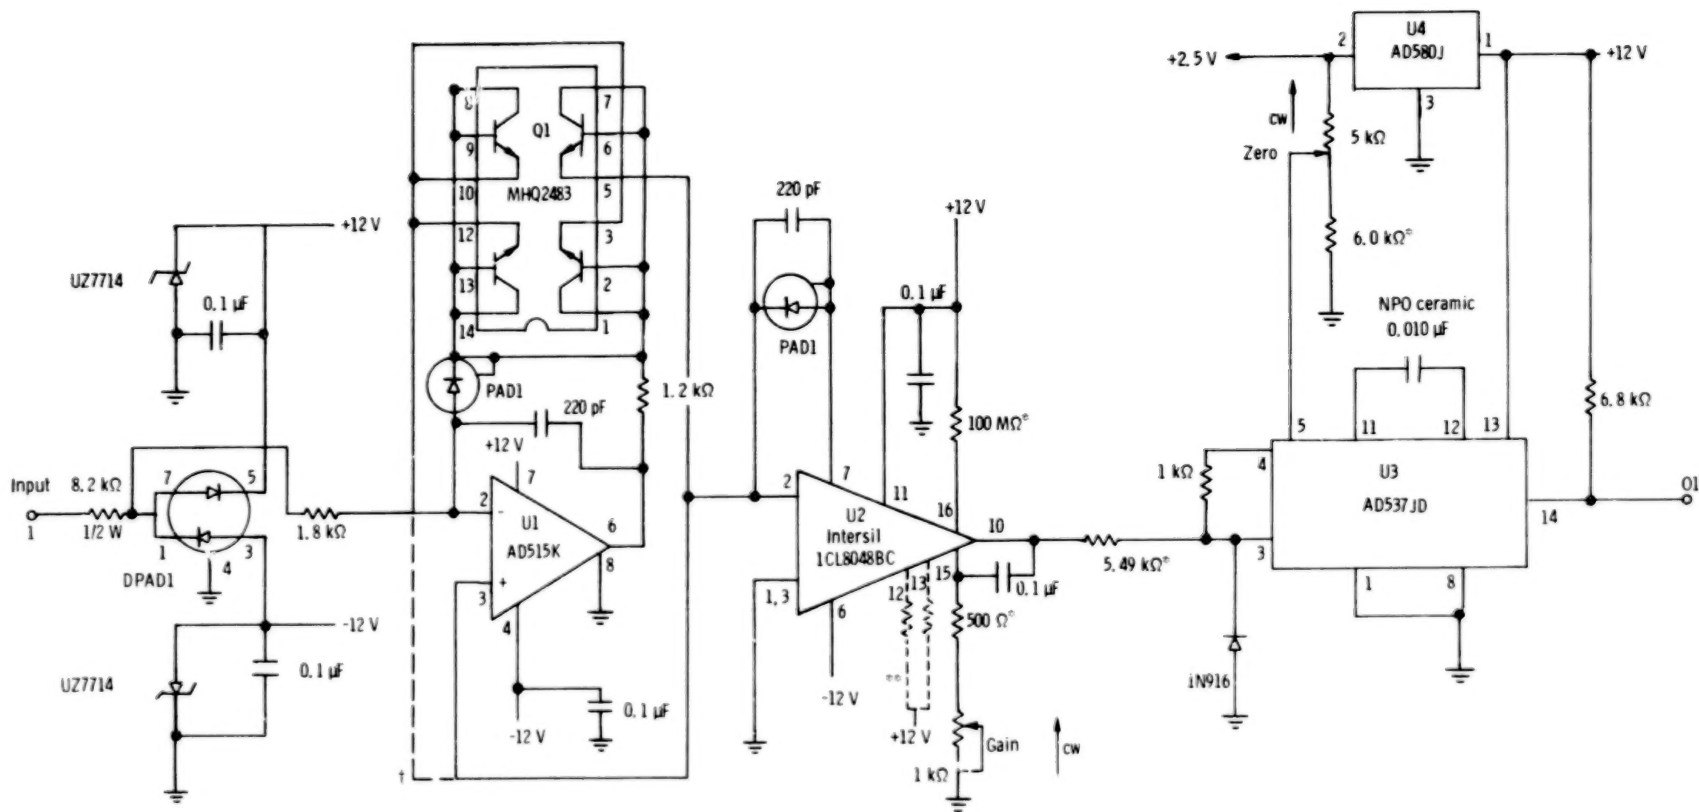 Input
1
8.2 kΩ
1/2 W
7
5
1
3
4
DPAD1
UZ7714
0.1 µF
+12 V
-12 V
UZ7714
0.1 µF
1.8 kΩ
8
7
Q1
9
6
10
MHQ2483
5
12
3
13
2
14
1
PAD1
1.2 kΩ
220 pF
+12 V
7
2
-
U1
AD515K
6
8
+
3
4
-12 V
0.1 µF
†
220 pF
PAD1
2
7
11
U2
Intersil
1CL8048BC
16
10
15
13
12
1, 3
6
-12 V
**
+12 V
0.1 µF
+12 V
100 MΩ*
0.1 µF
500 Ω*
Gain
1 kΩ
cw
5.49 kΩ*
1 kΩ
1N916
+2.5 V
2
U4
AD580J
1
3
+12 V
cw
5 kΩ
Zero
6.0 kΩ*
NPO ceramic
0.010 µF
6.8 kΩ
5
11
12
13
4
U3
AD537JD
3
1
8
14
01